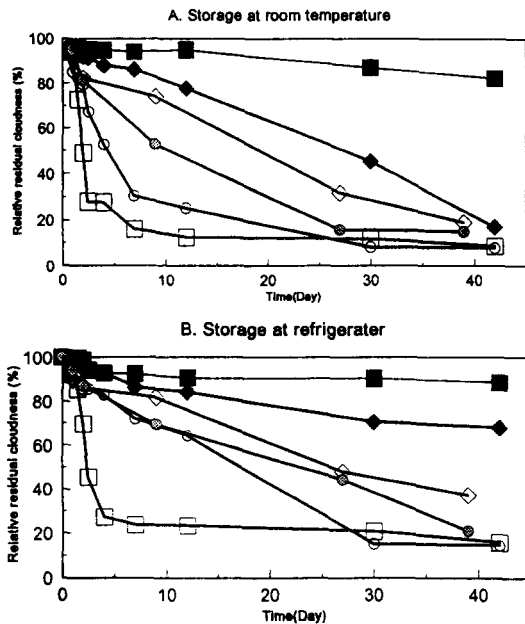 A. Storage at room temperature
Relative residual cloudness (%)
100
80
60
40
20
0
0 10 20 30 40
Time(Day)
B. Storage at refrigerater
Relative residual cloudness (%)
100
80
60
40
20
0
0 10 20 30 40
Time(Day)